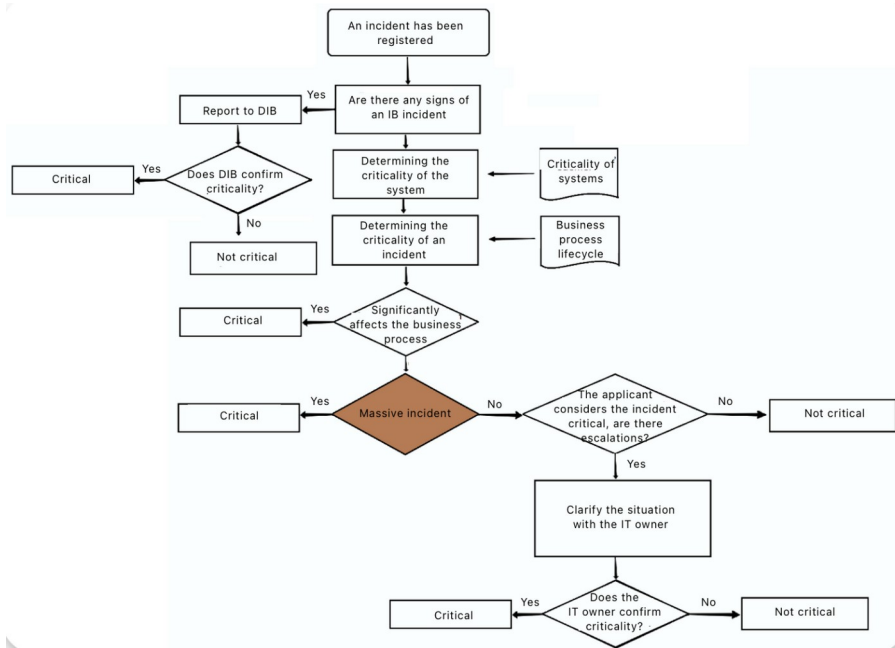 An incident has been
registered
Yes
Report to DIB
Are there any signs of
an IB incident
Critical
Yes
Does DIB confirm
criticality?
No
Not critical
Determining the
criticality of the
system
Criticality of
systems
Determining the
criticality of an
incident
Business
process
lifecycle
Critical
Yes
Significantly
affects the business
process
Critical
Yes
Massive incident
No
The applicant
considers the incident
critical, are there
escalations?
No
Not critical
Yes
Clarify the situation
with the IT owner
Critical
Yes
Does the
IT owner confirm
criticality?
No
Not critical